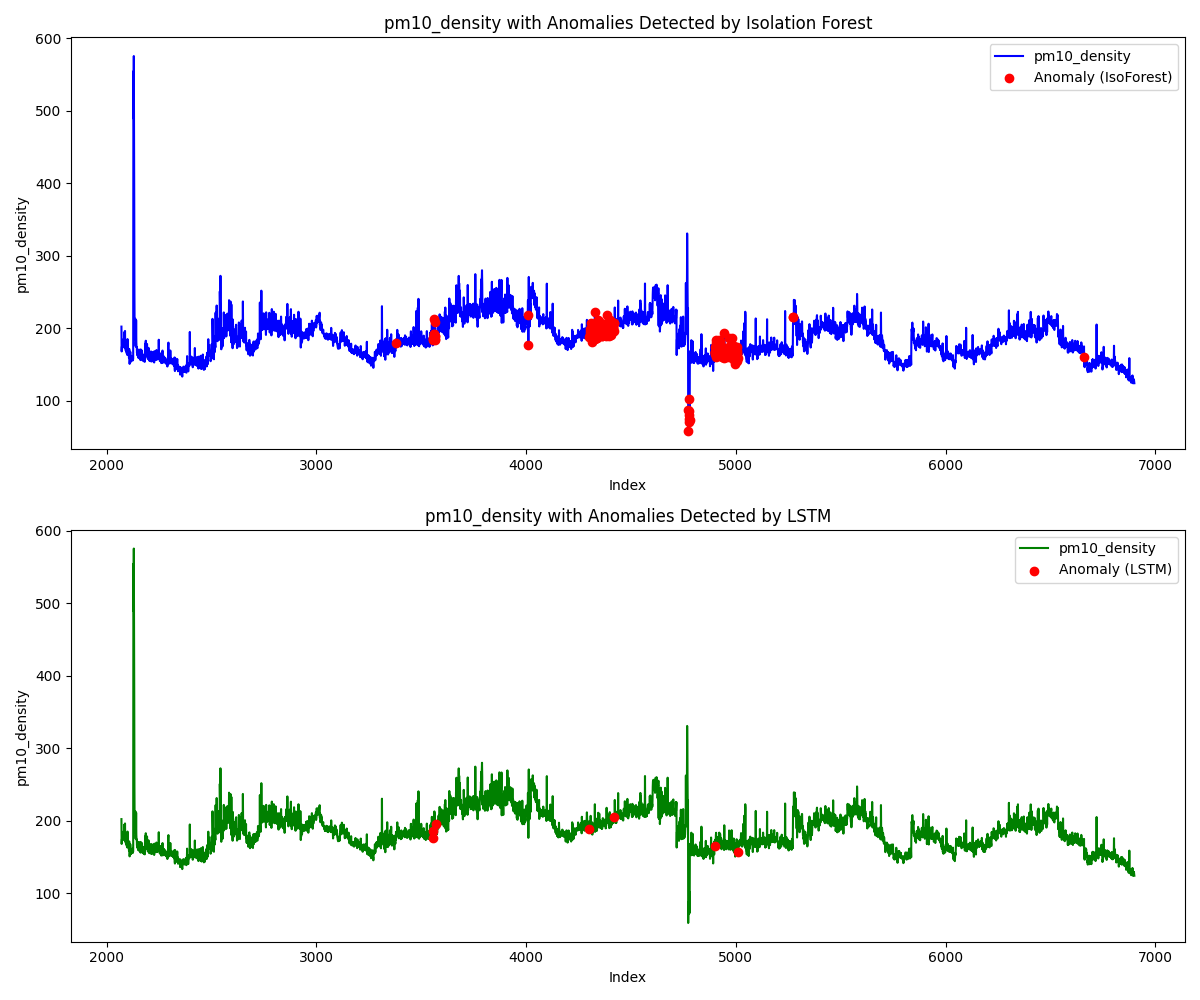 pm10_density with Anomalies Detected by Isolation Forest
600
500
400
300
200
100
pm10_density
pm10_density
Anomaly (IsoForest)
2000 3000 4000 5000 6000 7000
Index
pm10_density with Anomalies Detected by LSTM
600
500
400
300
200
100
pm10_density
pm10_density
Anomaly (LSTM)
2000 3000 4000 5000 6000 7000
Index